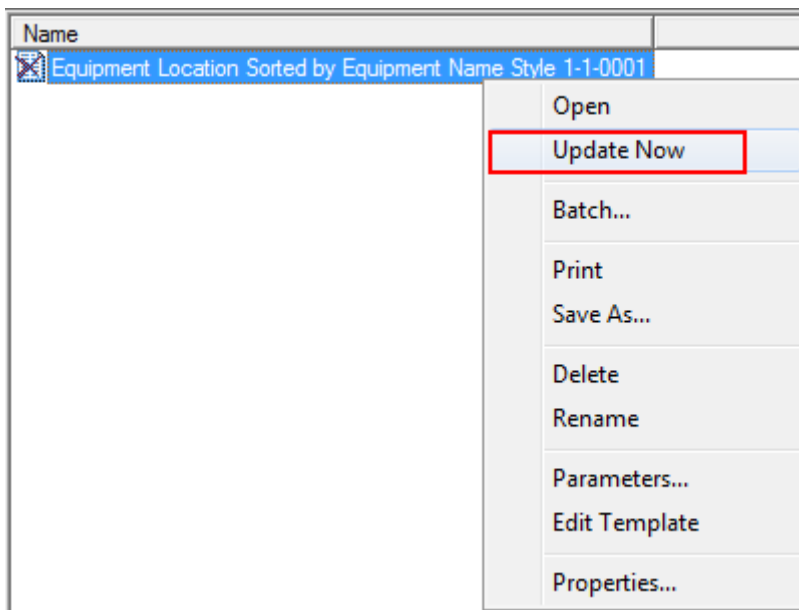 Name
Equipment Location Sorted by Equipment Name Style 1-1-0001
Open
Update Now
Batch...
Print
Save As...
Delete
Rename
Parameters...
Edit Template
Properties...